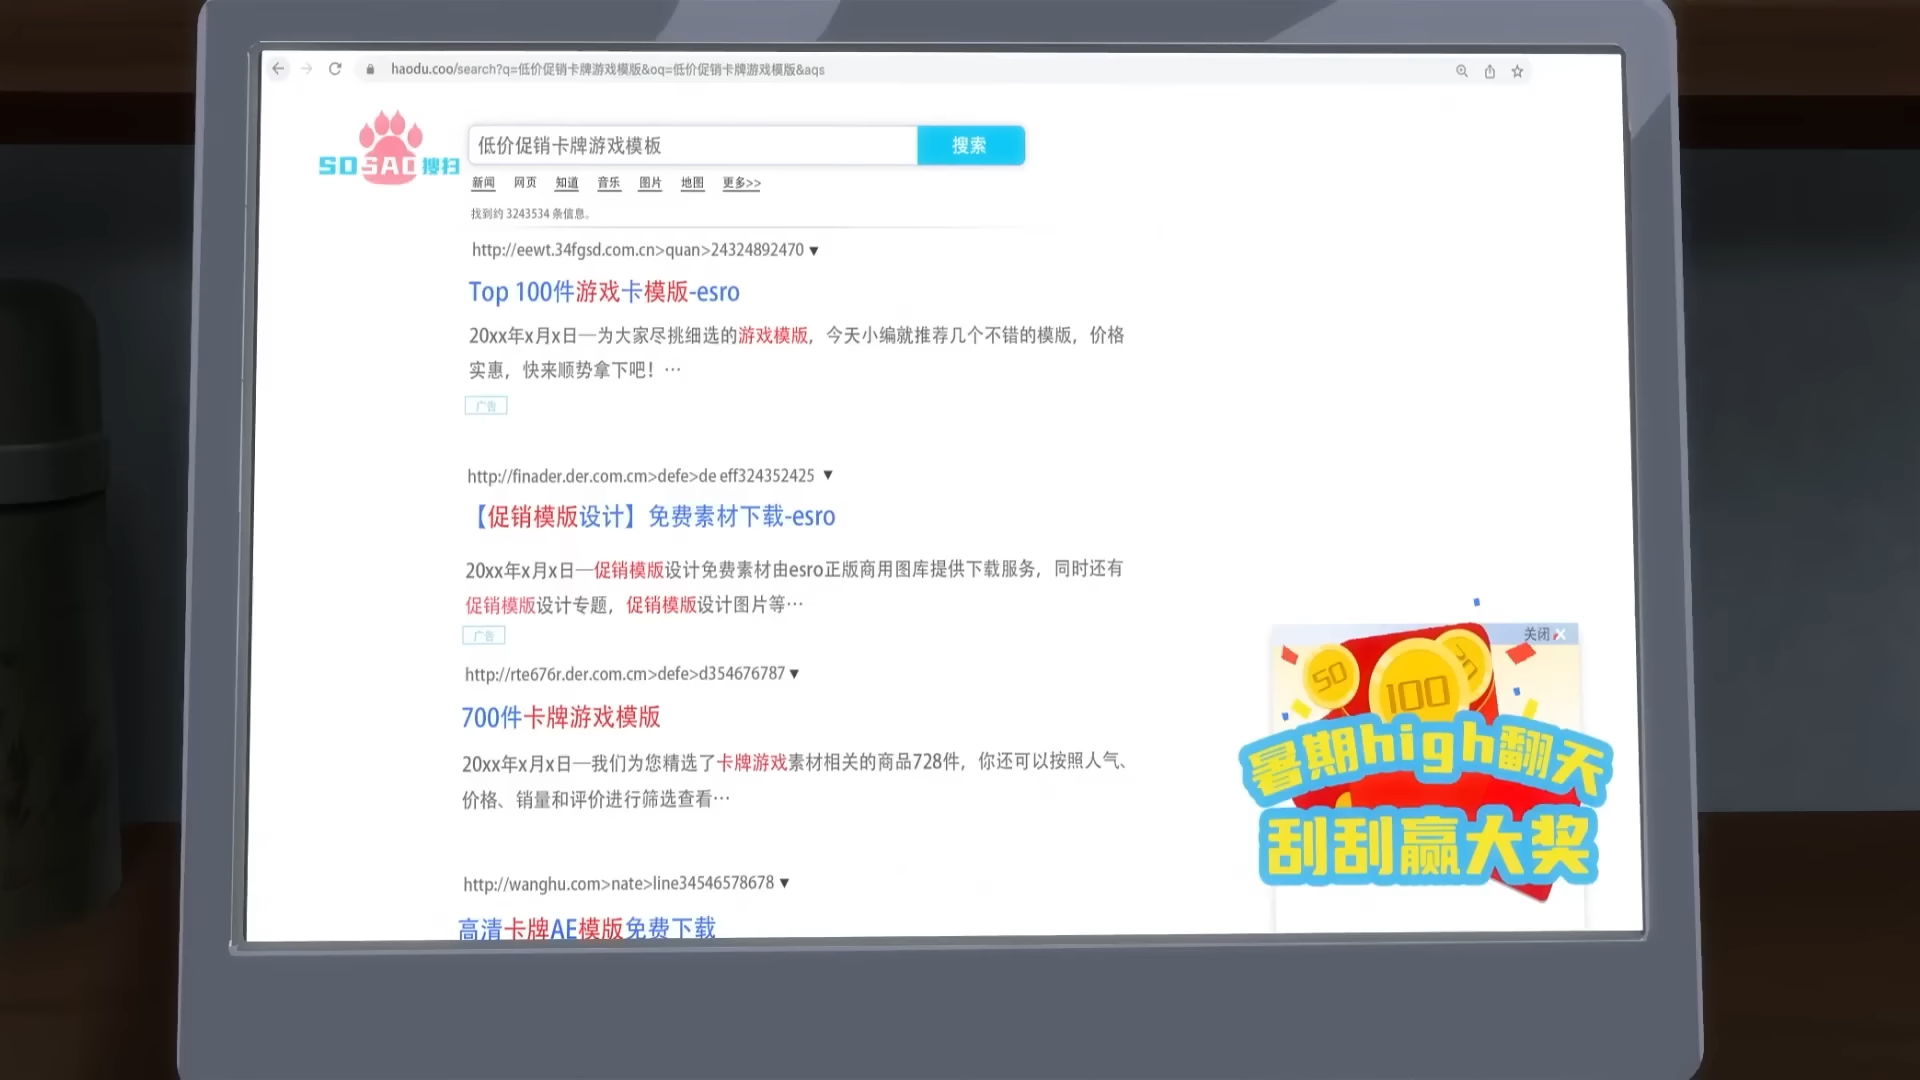 haodu.coo/search?q=低价促销卡牌游戏模版&oq=低价促销卡牌游戏模版&aqs
SOSAO搜扫
低价促销卡牌游戏模板
搜索
新闻 网页 知道 音乐 图片 地图 更多>>
找到约 3243534 条信息。
http://eewt.34fgsd.com.cn>quan>24324892470 ▼
Top 100件游戏卡模版-esro
20xx年x月x日—为大家尽挑细选的游戏模版，今天小编就推荐几个不错的模版，价格
实惠，快来顺势拿下吧！…
广告
http://finader.der.com.cm>defe>de eff324352425 ▼
【促销模版设计】免费素材下载-esro
20xx年x月x日—促销模版设计免费素材由esro正版商用图库提供下载服务，同时还有
促销模版设计专题，促销模版设计图片等…
广告
http://rte676r.der.com.cm>defe>d354676787 ▼
700件卡牌游戏模版
20xx年x月x日—我们为您精选了卡牌游戏素材相关的商品728件，你还可以按照人气、
价格、销量和评价进行筛选查看…
http://wanghu.com>nate>line34546578678 ▼
高清卡牌AE模版免费下载
关闭
50
100
暑期high翻天
刮刮赢大奖